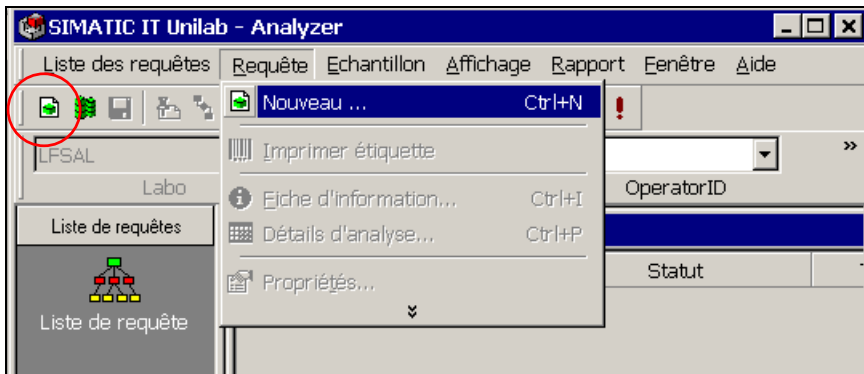 SIMATIC IT Unilab - Analyzer
Liste des requêtes Requête Echantillon Affichage Rapport Fenêtre Aide
Nouveau ... Ctrl+N
LFSAL
Imprimer étiquette
Labo
OperatorID
Fiche d'information... Ctrl+I
Liste de requêtes
Détails d'analyse... Ctrl+P
Statut
Propriétés...
Liste de requête